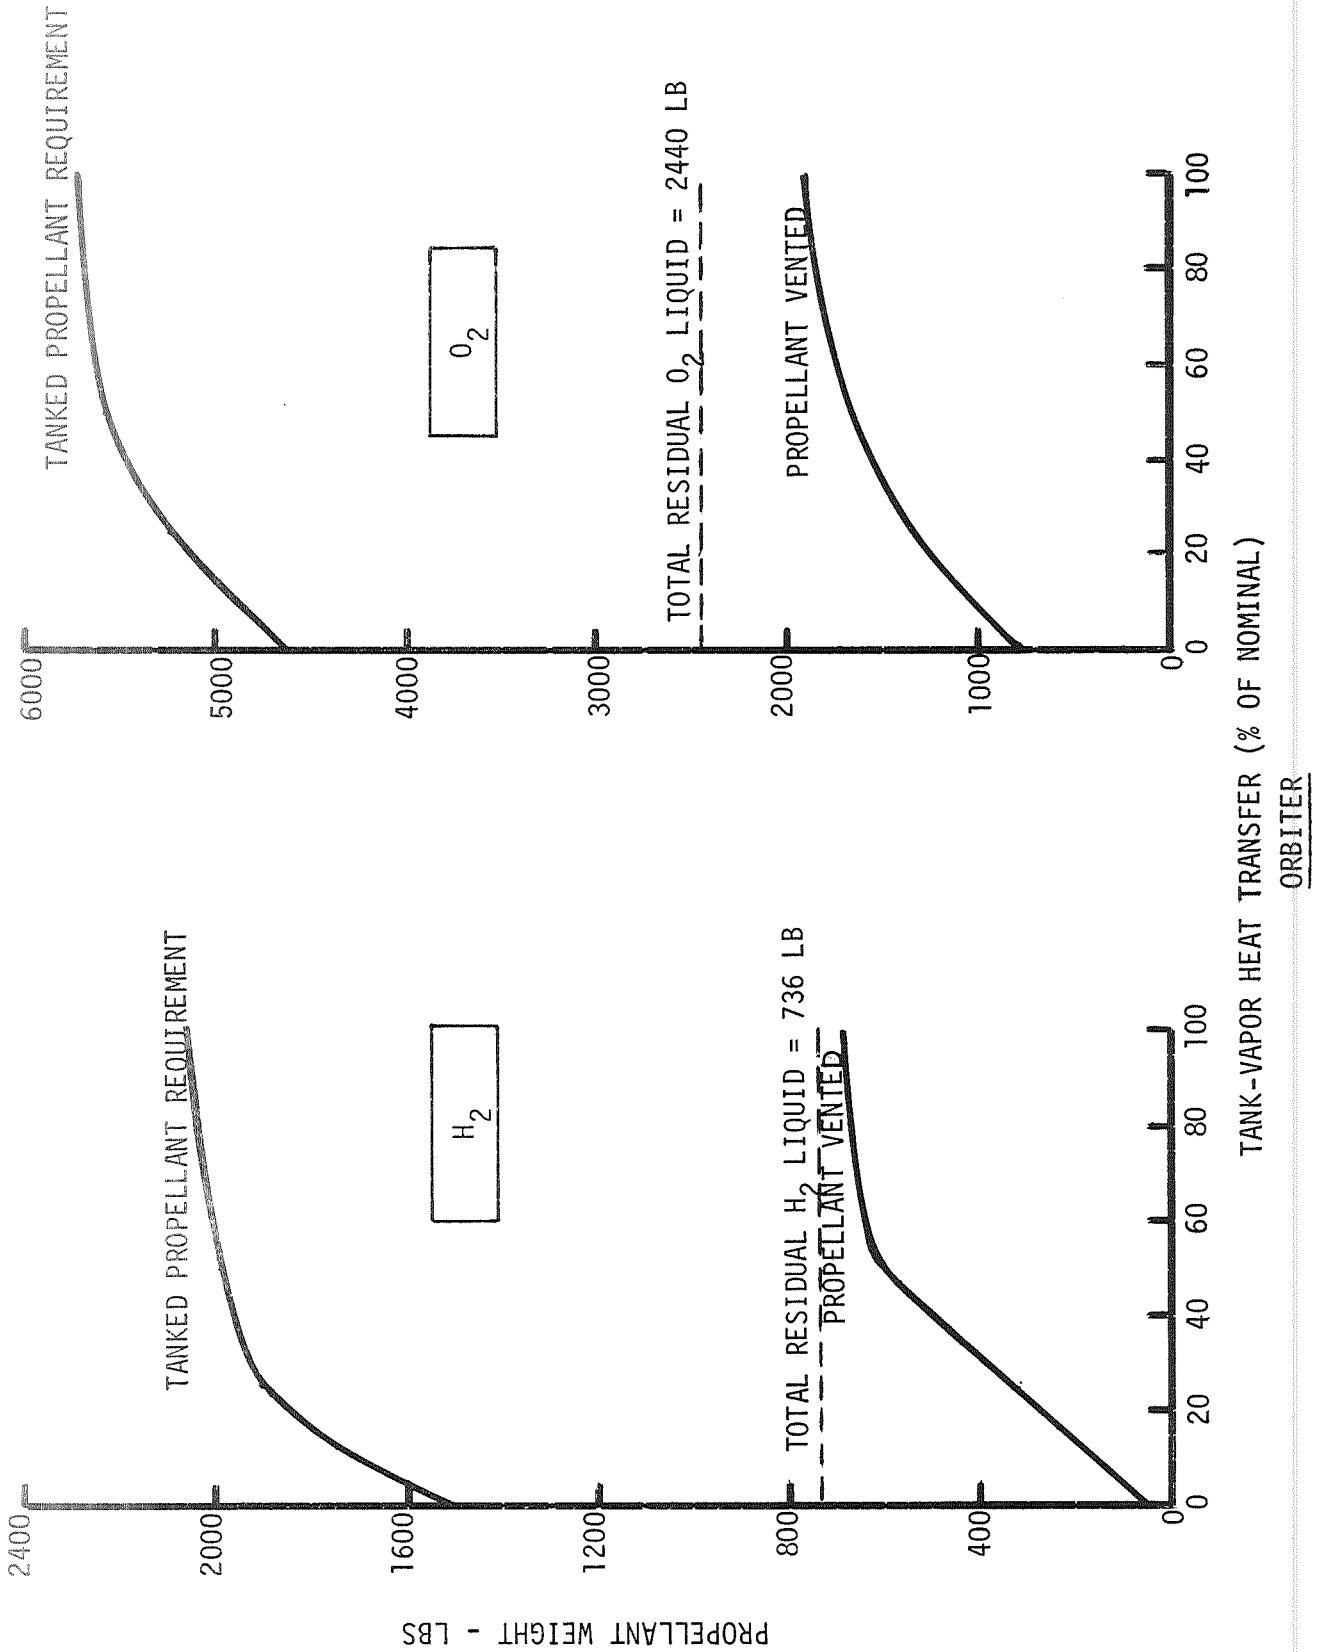 PROPELLANT WEIGHT - LBS
2400
2000
1600
1200
800
400
0
TANKED PROPELLANT REQUIREMENT
H2
TOTAL RESIDUAL H2 LIQUID = 736 LB
PROPELLANT VENTED
0 20 40 60 80 100
6000
5000
4000
3000
2000
1000
0
TANKED PROPELLANT REQUIREMENT
O2
TOTAL RESIDUAL O2 LIQUID = 2440 LB
PROPELLANT VENTED
0 20 40 60 80 100
TANK-VAPOR HEAT TRANSFER (% OF NOMINAL)
ORBITER